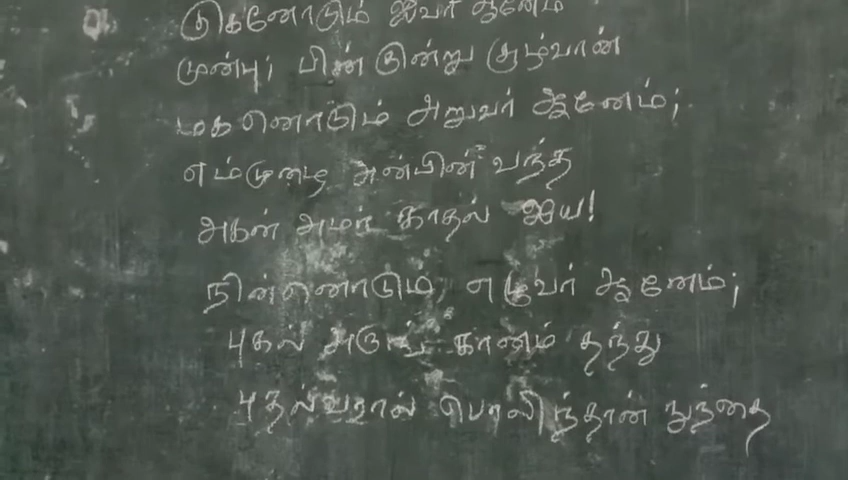 குகனோடும் ஐவர் ஆனேம்
முன்பு; பின் குன்று சூழ்வான்
மகனொடும் அறுவர் ஆனேம்;
எம்முழை அன்பின் வந்த
அகன் அமர் காதல் ஐய!
நின்னொடும் எழுவர் ஆனேம்;
புகல் அருங் கானம் தந்து
புதல்வரால் பொலிந்தான் நுந்தை